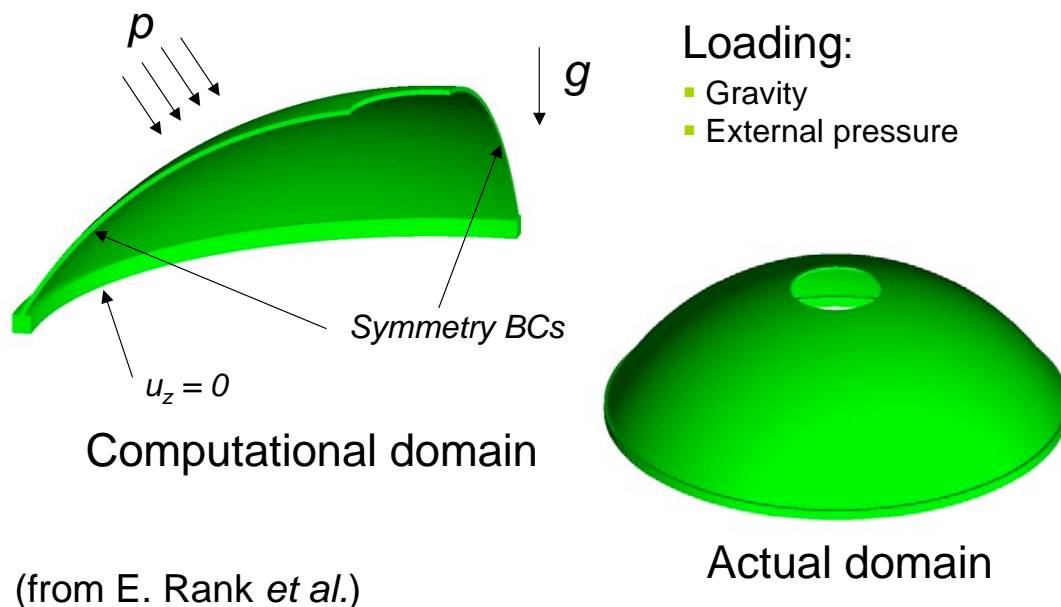 p
g
Loading:
▪ Gravity
▪ External pressure
Symmetry BCs
u_z = 0
Computational domain
Actual domain
(from E. Rank et al.)